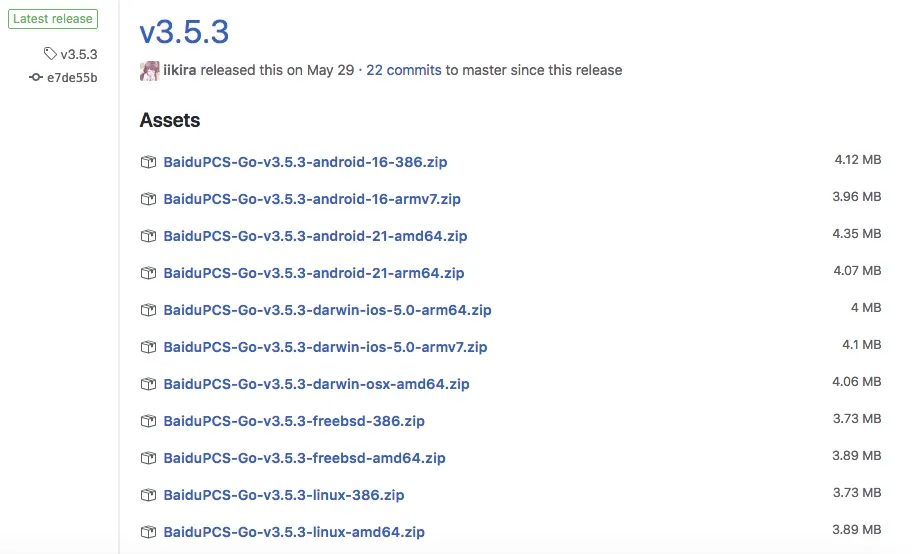 Latest release
v3.5.3
e7de55b
v3.5.3
iikira released this on May 29 · 22 commits to master since this release
Assets
BaiduPCS-Go-v3.5.3-android-16-386.zip 4.12 MB
BaiduPCS-Go-v3.5.3-android-16-armv7.zip 3.96 MB
BaiduPCS-Go-v3.5.3-android-21-amd64.zip 4.35 MB
BaiduPCS-Go-v3.5.3-android-21-arm64.zip 4.07 MB
BaiduPCS-Go-v3.5.3-darwin-ios-5.0-arm64.zip 4 MB
BaiduPCS-Go-v3.5.3-darwin-ios-5.0-armv7.zip 4.1 MB
BaiduPCS-Go-v3.5.3-darwin-osx-amd64.zip 4.06 MB
BaiduPCS-Go-v3.5.3-freebsd-386.zip 3.73 MB
BaiduPCS-Go-v3.5.3-freebsd-amd64.zip 3.89 MB
BaiduPCS-Go-v3.5.3-linux-386.zip 3.73 MB
BaiduPCS-Go-v3.5.3-linux-amd64.zip 3.89 MB